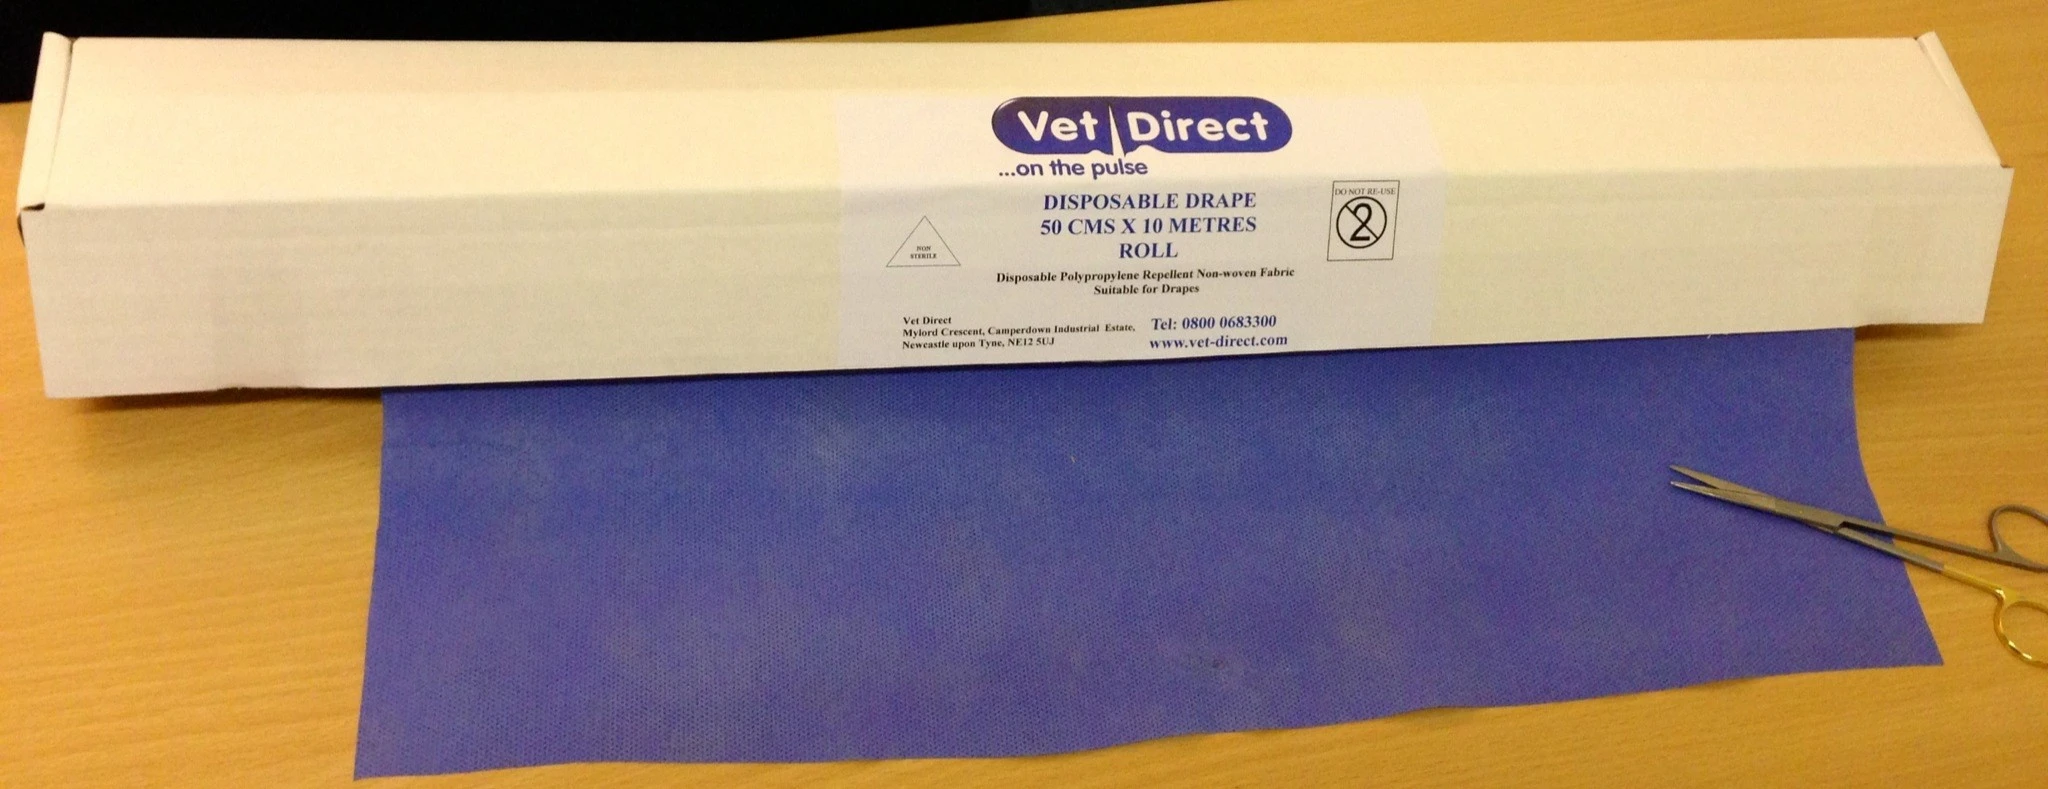 Vet Direct
...on the pulse
DISPOSABLE DRAPE
50 CMS X 10 METRES
ROLL
NON
STERILE
DO NOT RE-USE
2
Disposable Polypropylene Repellent Non-woven Fabric
Suitable for Drapes
Vet Direct
Mylord Crescent, Camperdown Industrial Estate,
Newcastle upon Tyne, NE12 5UJ
Tel: 0800 0683300
www.vet-direct.com